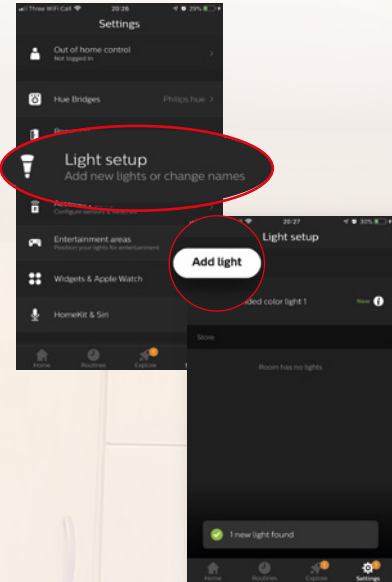 Three WiFi Call 20:26 29%
Settings
Out of home control
Not logged in
Hue Bridges Philips hue
Light setup
Add new lights or change names
Configure sensors &
Entertainment areas
Position your lights for entertainment
Widgets & Apple Watch
HomeKit & Siri
Home Routines Explore
20:27 30%
Light setup
Add light
color light 1 New
Store
Room has no lights
1 new light found
Home Routines Explore Settings